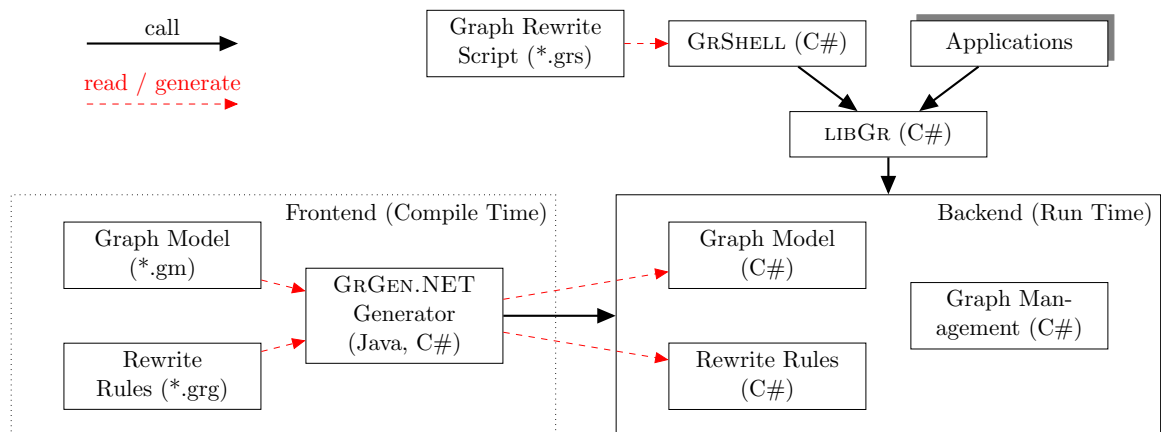 call
read / generate
Graph Rewrite
Script (*.grs)
GRSHELL (C#)
Applications
LIBGR (C#)
Frontend (Compile Time)
Graph Model
(*.gm)
GRGEN.NET
Generator
(Java, C#)
Rewrite
Rules (*.grg)
Backend (Run Time)
Graph Model
(C#)
Graph Man-
agement (C#)
Rewrite Rules
(C#)